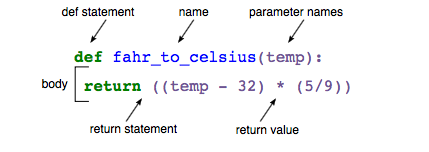 def statement name parameter names
def fahr_to_celsius(temp):
body return ((temp - 32) * (5/9))
return statement return value